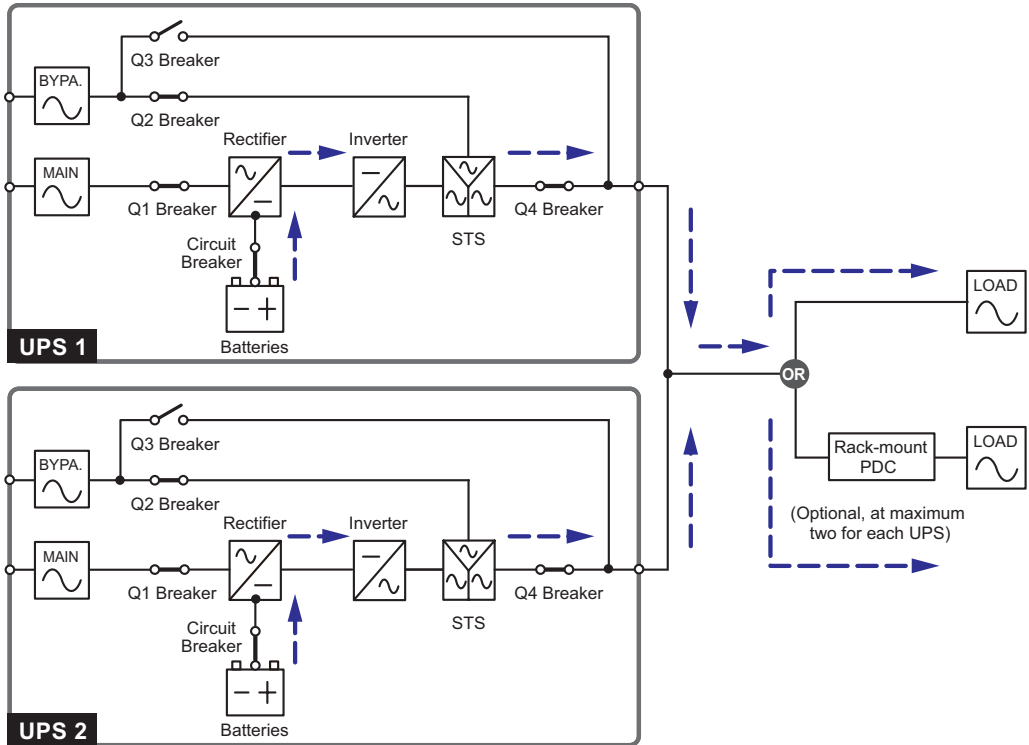 Q3 Breaker
BYPA.
Q2 Breaker
Rectifier
Inverter
MAIN
Q1 Breaker
STS
Q4 Breaker
Circuit
Breaker
Batteries
UPS 1
LOAD
OR
Rack-mount
PDC
LOAD
(Optional, at maximum
two for each UPS)
Q3 Breaker
BYPA.
Q2 Breaker
Rectifier
Inverter
MAIN
Q1 Breaker
STS
Q4 Breaker
Circuit
Breaker
Batteries
UPS 2